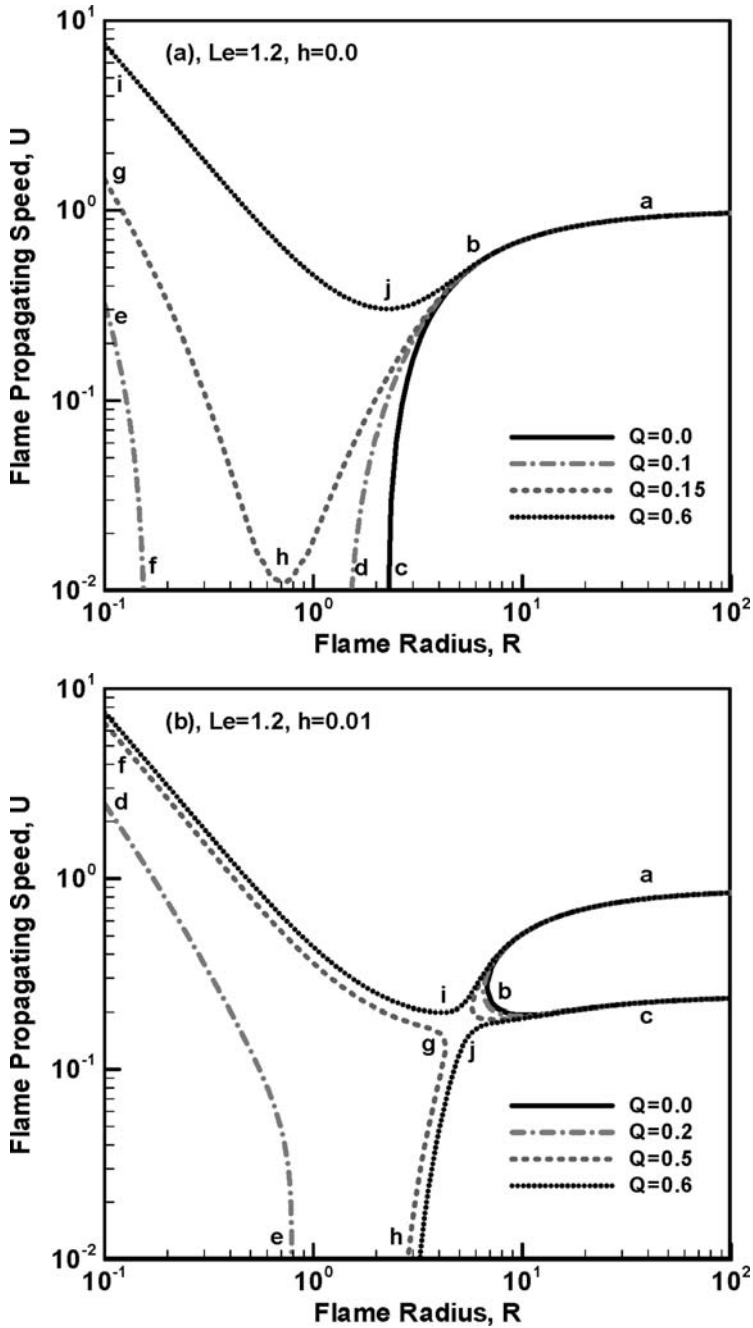 (a), Le=1.2, h=0.0
Flame Propagating Speed, U
10^1
10^0
10^-1
10^-2
i
g
e
j
b
a
h
f
d
c
Q=0.0
Q=0.1
Q=0.15
Q=0.6
10^-1
10^0
10^1
10^2
Flame Radius, R
(b), Le=1.2, h=0.01
Flame Propagating Speed, U
10^1
10^0
10^-1
10^-2
f
d
a
i
b
c
g
j
e
h
Q=0.0
Q=0.2
Q=0.5
Q=0.6
10^-1
10^0
10^1
10^2
Flame Radius, R